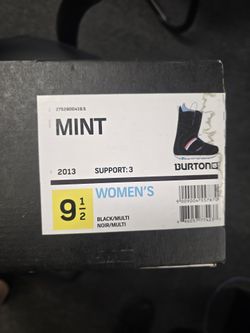 MINT
2013
SUPPORT: 3
BURTON
WOMEN'S
9 1/2
BLACK/MULTI
NOIR/MULTI